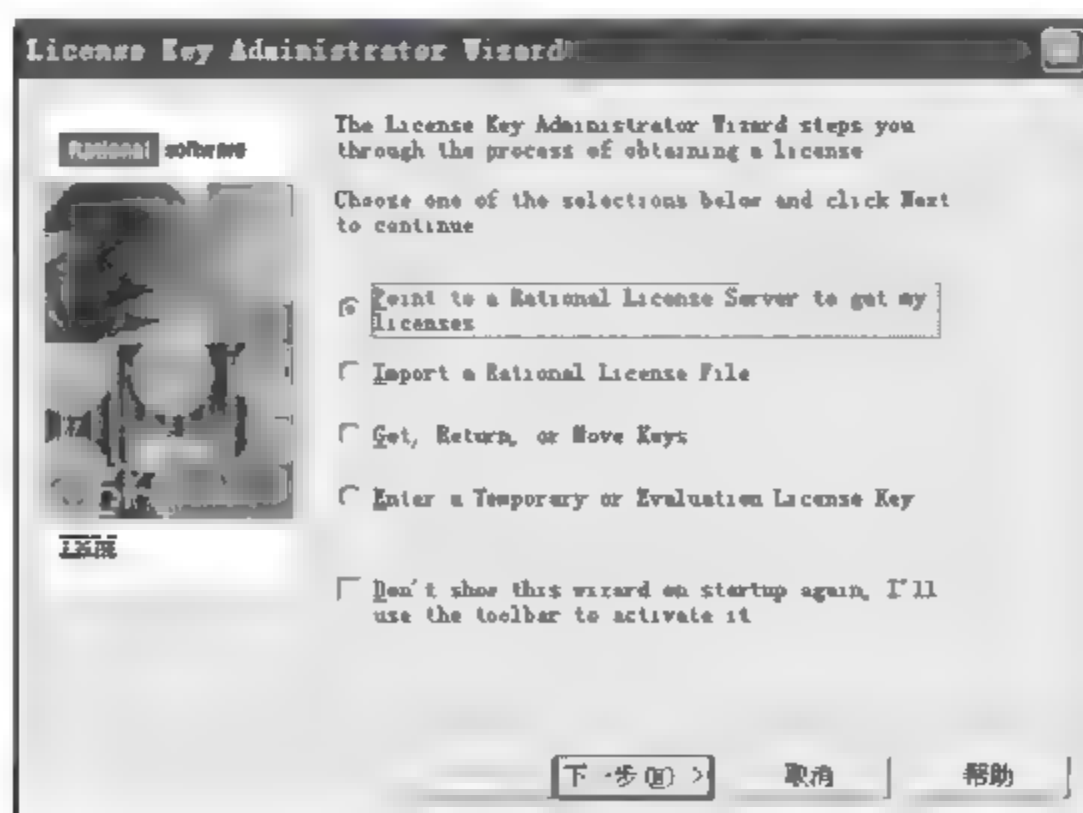 License Key Administrator Wizard
software
The License Key Administrator Wizard steps you
through the process of obtaining a license
Choose one of the selections below and click Next
to continue
Point to a Rational License Server to get my
licenses
Import a Rational License File
Get, Return, or Move Keys
Enter a Temporary or Evaluation License Key
Don't show this wizard on startup again, I'll
use the toolbar to activate it
下一步(N) >
取消
帮助